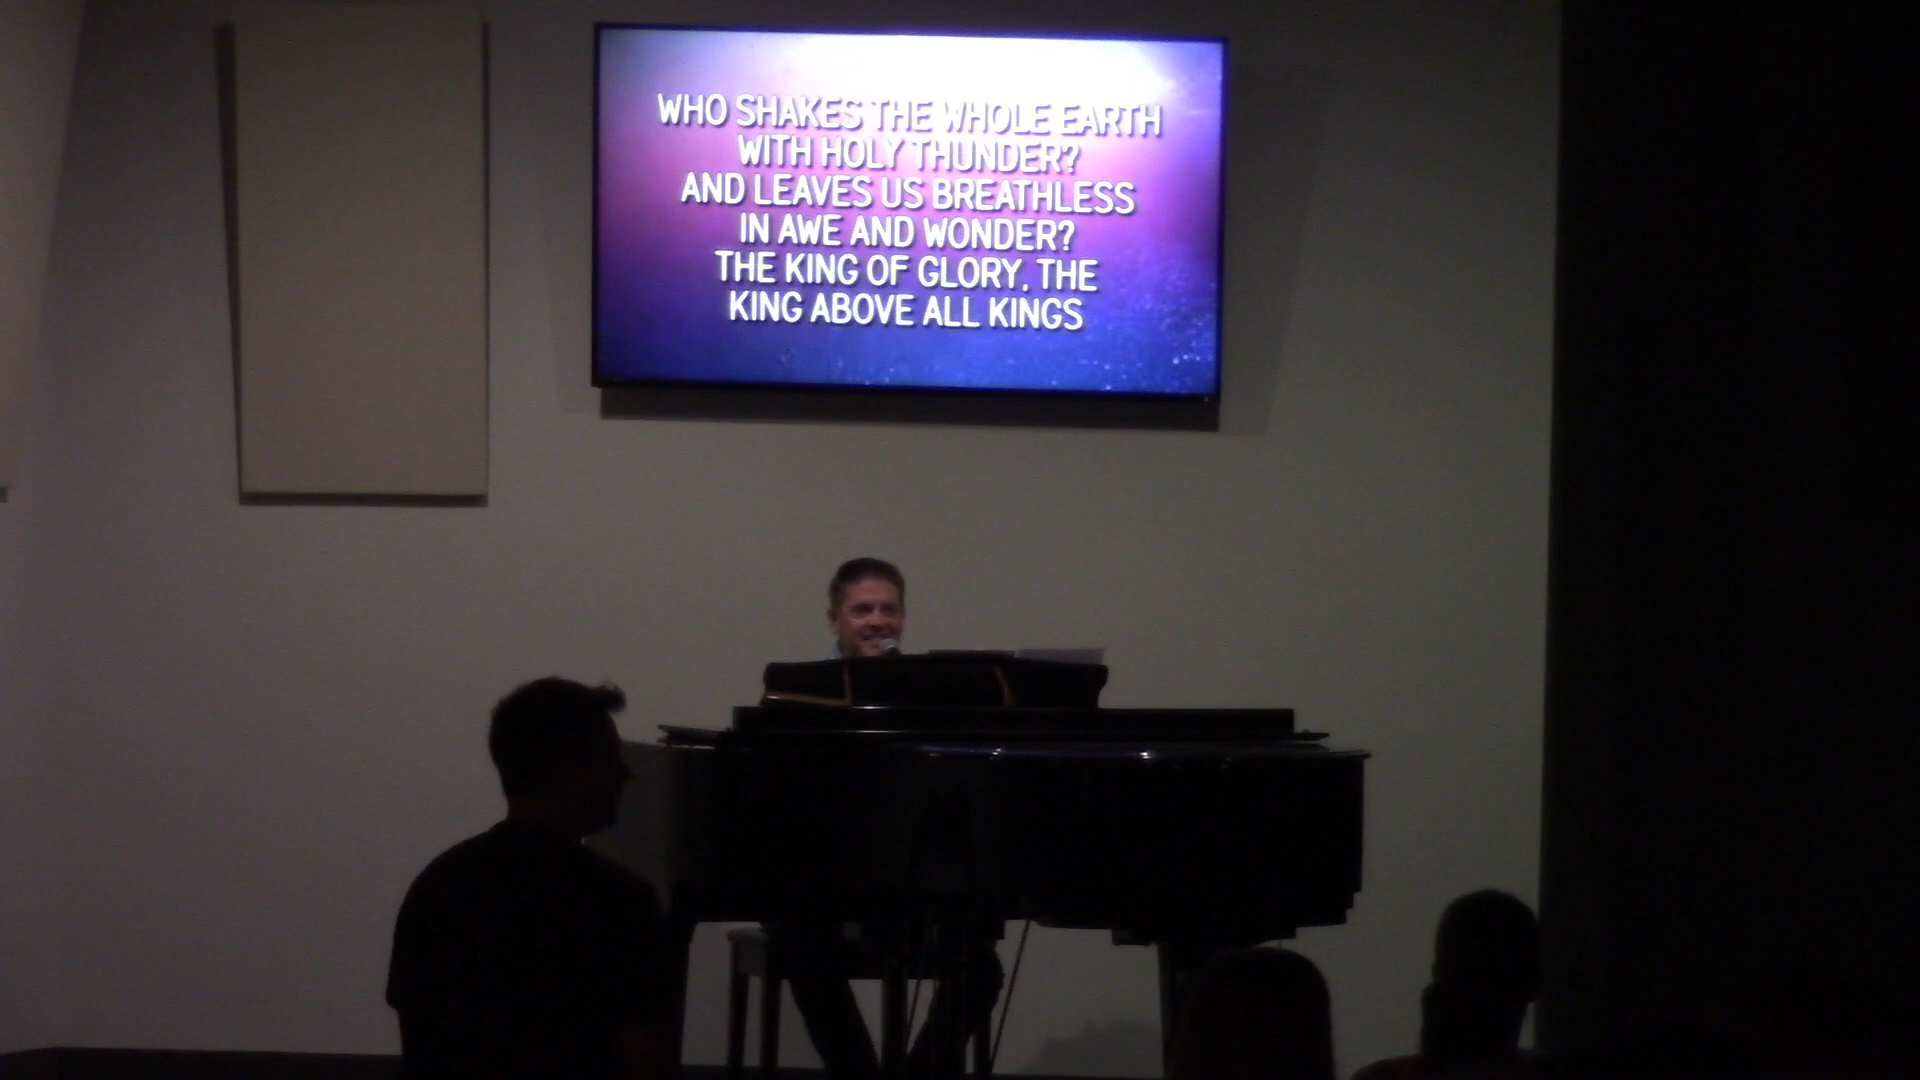 WHO SHAKES THE WHOLE EARTH
WITH HOLY THUNDER?
AND LEAVES US BREATHLESS
IN AWE AND WONDER?
THE KING OF GLORY, THE
KING ABOVE ALL KINGS